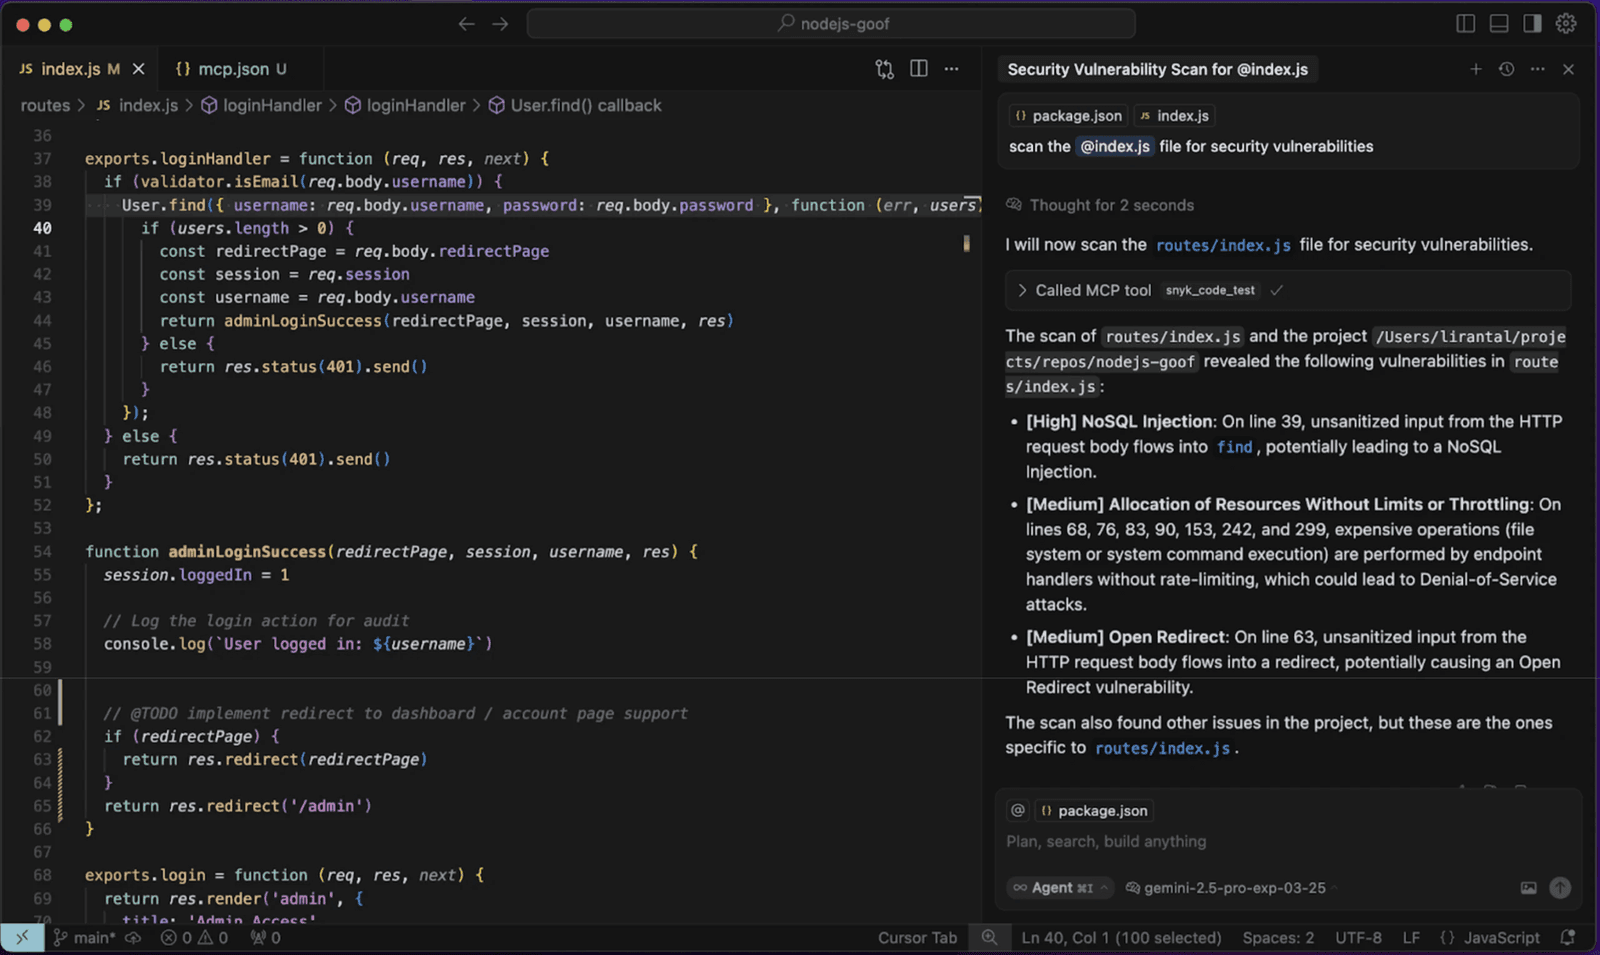 nodejs-goof
JS index.js M
{} mcp.json U
routes > JS index.js > loginHandler > loginHandler > User.find() callback
36
37 exports.loginHandler = function (req, res, next) {
38 if (validator.isEmail(req.body.username)) {
39 User.find({ username: req.body.username, password: req.body.password }, function (err, users)
40 if (users.length > 0) {
41 const redirectPage = req.body.redirectPage
42 const session = req.session
43 const username = req.body.username
44 return adminLoginSuccess(redirectPage, session, username, res)
45 } else {
46 return res.status(401).send()
47 }
48 });
49 } else {
50 return res.status(401).send()
51 }
52 };
53
54 function adminLoginSuccess(redirectPage, session, username, res) {
55 session.loggedIn = 1
56
57 // Log the login action for audit
58 console.log(`User logged in: ${username}`)
59
60
61 // @TODO implement redirect to dashboard / account page support
62 if (redirectPage) {
63 return res.redirect(redirectPage)
64 }
65 return res.redirect('/admin')
66 }
67
68 exports.login = function (req, res, next) {
69 return res.render('admin', {
70 title: 'Admin Access',
Security Vulnerability Scan for @index.js
{} package.json JS index.js
scan the @index.js file for security vulnerabilities
Thought for 2 seconds
I will now scan the routes/index.js file for security vulnerabilities.
> Called MCP tool snyk_code_test
The scan of routes/index.js and the project /Users/lirantal/proje
cts/repos/nodejs-goof revealed the following vulnerabilities in route
s/index.js:
• [High] NoSQL Injection: On line 39, unsanitized input from the HTTP
request body flows into find, potentially leading to a NoSQL
Injection.
• [Medium] Allocation of Resources Without Limits or Throttling: On
lines 68, 76, 83, 90, 153, 242, and 299, expensive operations (file
system or system command execution) are performed by endpoint
handlers without rate-limiting, which could lead to Denial-of-Service
attacks.
• [Medium] Open Redirect: On line 63, unsanitized input from the
HTTP request body flows into a redirect, potentially causing an Open
Redirect vulnerability.
The scan also found other issues in the project, but these are the ones
specific to routes/index.js.
@ {} package.json
Plan, search, build anything
∞ Agent ⌘I gemini-2.5-pro-exp-03-25
main* 0 0 0
Cursor Tab Ln 40, Col 1 (100 selected) Spaces: 2 UTF-8 LF {} JavaScript